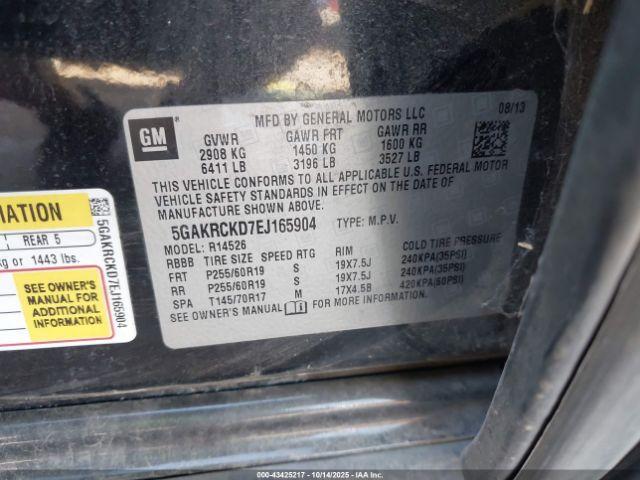 MFD BY GENERAL MOTORS LLC
08/13
GM
GVWR GAWR FRT GAWR RR
2908 KG 1450 KG 1600 KG
6411 LB 3196 LB 3527 LB
THIS VEHICLE CONFORMS TO ALL APPLICABLE U.S. FEDERAL MOTOR
VEHICLE SAFETY STANDARDS IN EFFECT ON THE DATE OF
MANUFACTURE SHOWN ABOVE.
5GAKRCKD7EJ165904 TYPE: M.P.V.
MODEL: R14526
RBBB TIRE SIZE SPEED RTG RIM COLD TIRE PRESSURE
FRT P255/60R19 S 19X7.5J 240KPA(35PSI)
RR P255/60R19 S 19X7.5J 240KPA(35PSI)
SPA T145/70R17 M 17X4.5B 420KPA(60PSI)
SEE OWNER'S MANUAL FOR MORE INFORMATION.
MATION
REAR 5
kg or 1443 lbs.
SEE OWNER'S
MANUAL FOR
ADDITIONAL
INFORMATION
5GAKRCKD7EJ165904
000-43425217 - 10/14/2025 - IAAI, Inc.